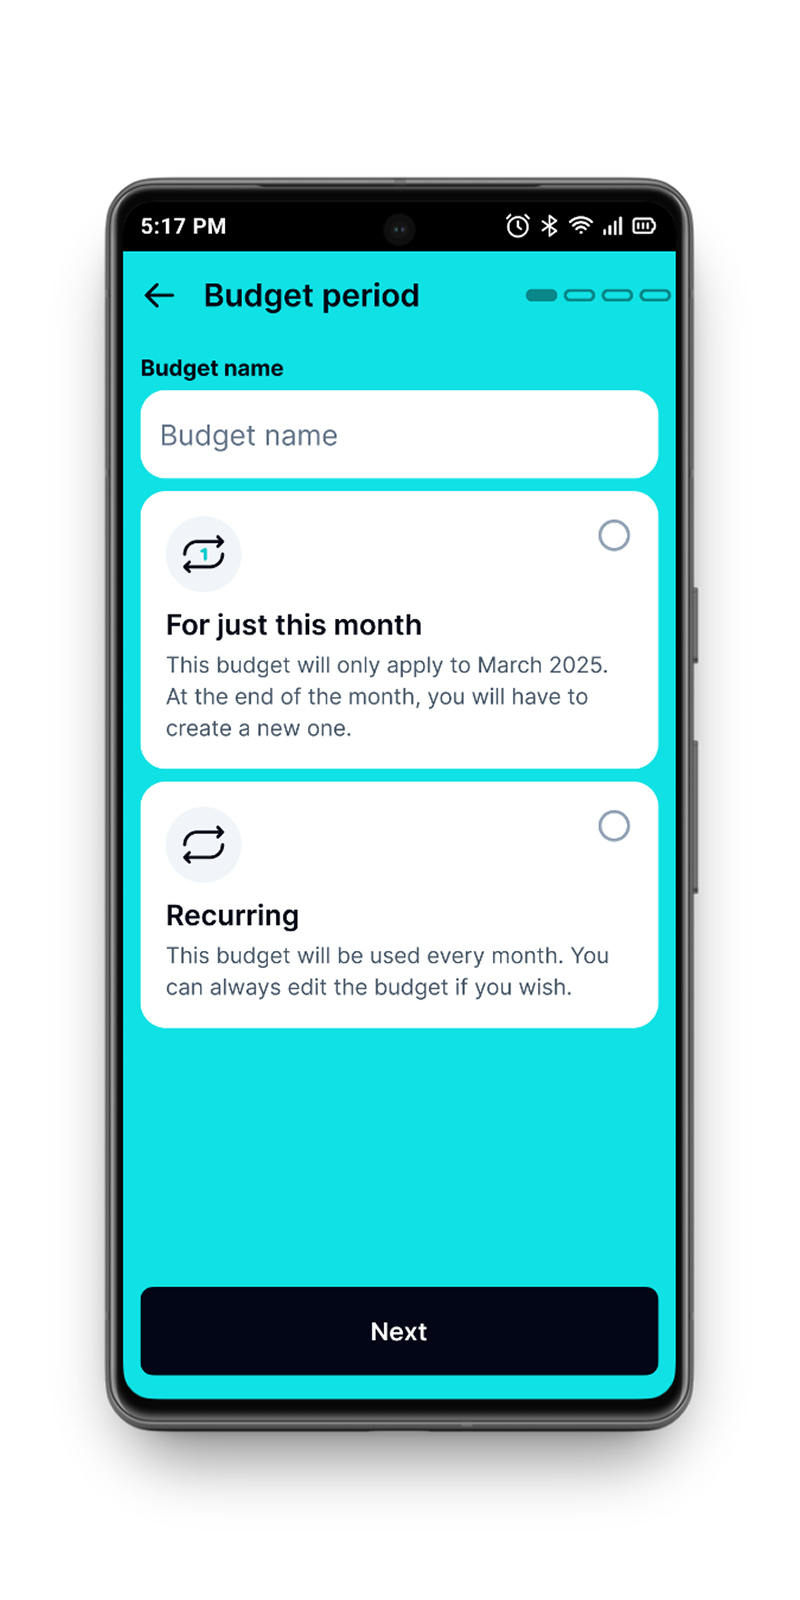 5:17 PM
Budget period
Budget name
Budget name
1
For just this month
This budget will only apply to March 2025.
At the end of the month, you will have to
create a new one.
Recurring
This budget will be used every month. You
can always edit the budget if you wish.
Next